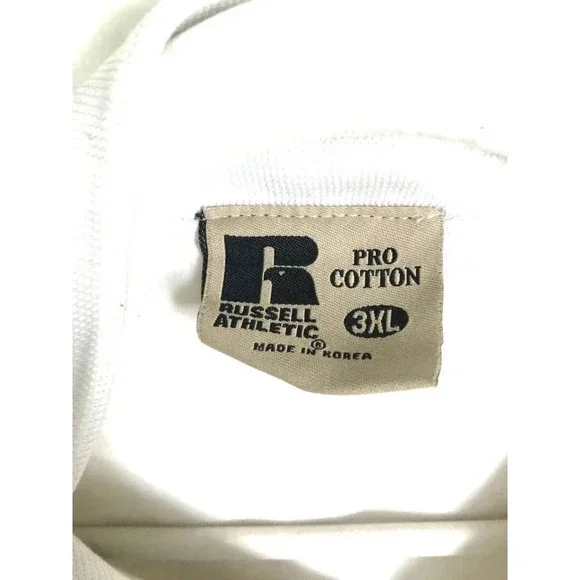 R
RUSSELL
ATHLETIC®
PRO
COTTON
3XL
MADE IN KOREA